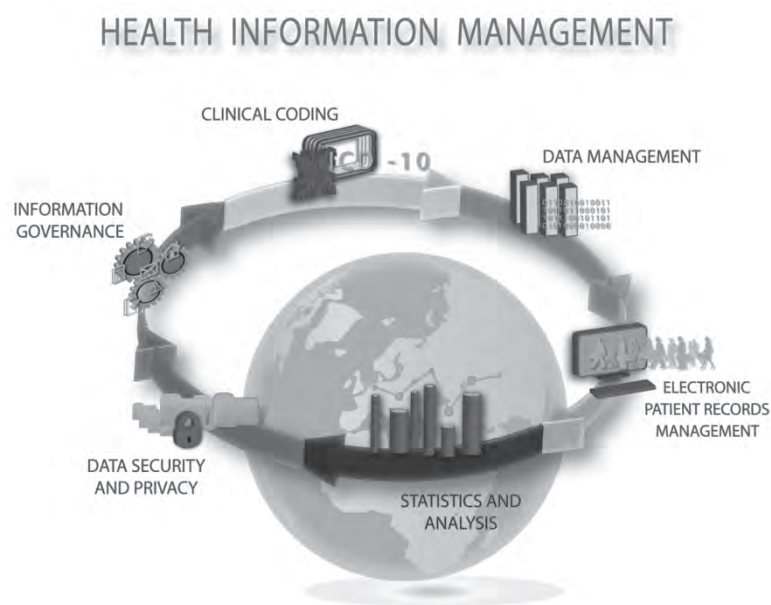 HEALTH INFORMATION MANAGEMENT
CLINICAL CODING
-10
DATA MANAGEMENT
INFORMATION
GOVERNANCE
ELECTRONIC
PATIENT RECORDS
MANAGEMENT
DATA SECURITY
AND PRIVACY
STATISTICS AND
ANALYSIS